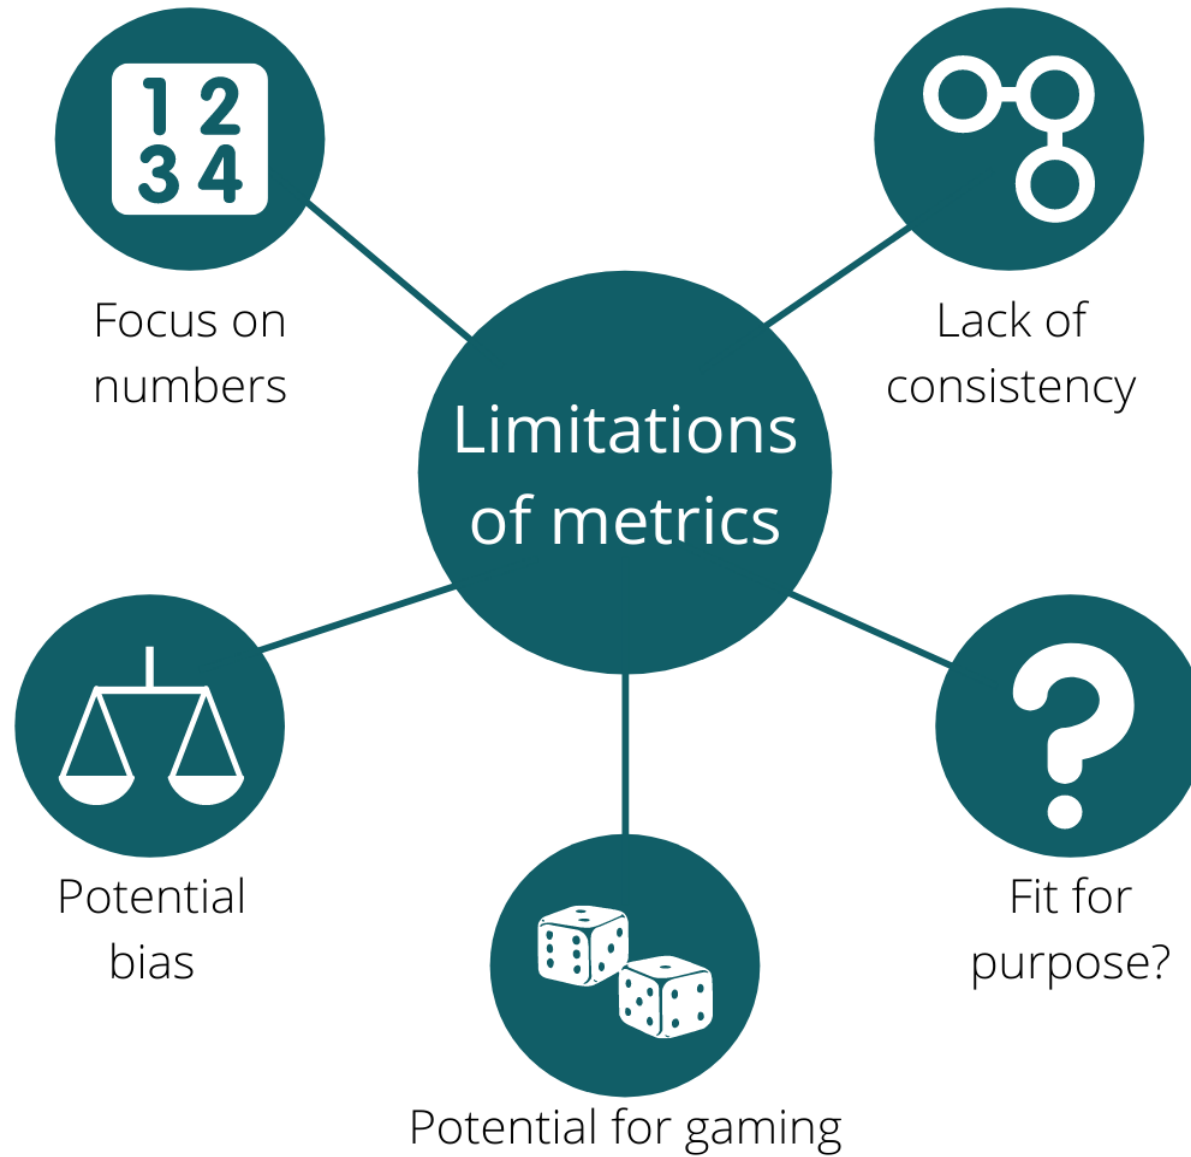 1 2
3 4
Focus on
numbers
Lack of
consistency
Limitations
of metrics
Potential
bias
Fit for
purpose?
Potential for gaming